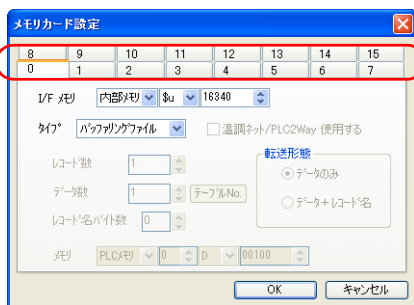 メモリカード設定
8 9 10 11 12 13 14 15
0 1 2 3 4 5 6 7
I/F ﾒﾓﾘ 内部ﾒﾓﾘ $u 16340
ﾀｲﾌﾟ ﾊﾞｯﾌｧﾘﾝｸﾞﾌｧｲﾙ 温調ﾈｯﾄ/PLC2Way 使用する
ﾚｺｰﾄﾞ数 1
転送形態
ﾃﾞｰﾀのみ
ﾃﾞｰﾀ数 1 ﾃｰﾌﾞﾙNo.
ﾃﾞｰﾀ+ﾚｺｰﾄﾞ名
ﾚｺｰﾄﾞ名ﾊﾞｲﾄ数 0
ﾒﾓﾘ PLCﾒﾓﾘ 0 D 00100
OK キャンセル